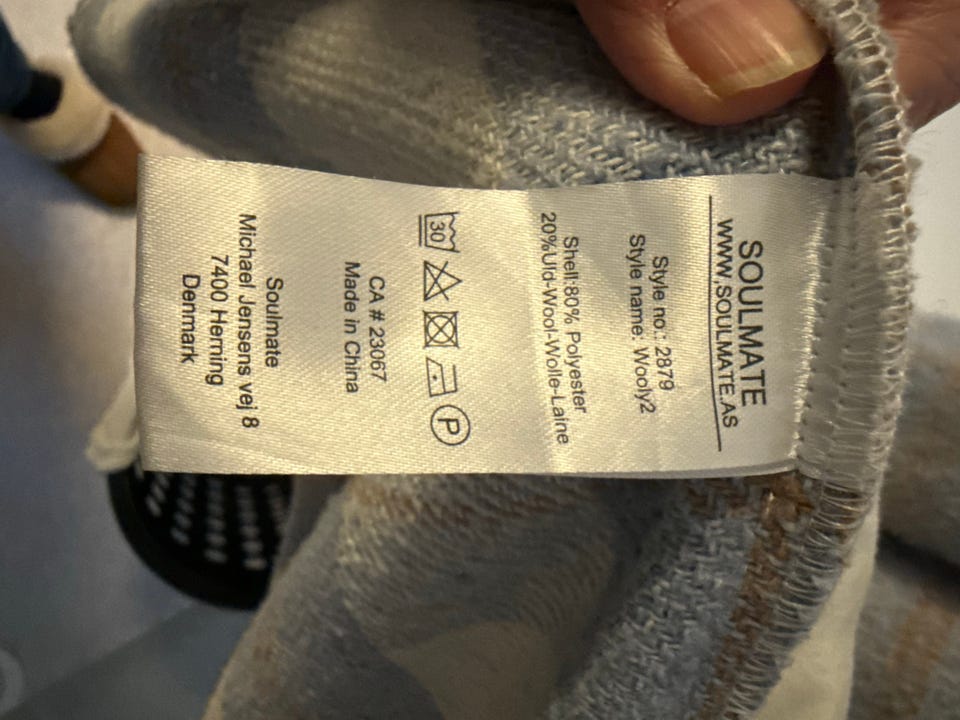 SOULMATE
WWW.SOULMATE.AS
Style no.: 2879
Style name: Wooly2
Shell:80% Polyester
20%Uld-Wool-Wolle-Laine
30 P
CA # 23067
Made in China
Soulmate
Michael Jensens vej 8
7400 Herning
Denmark